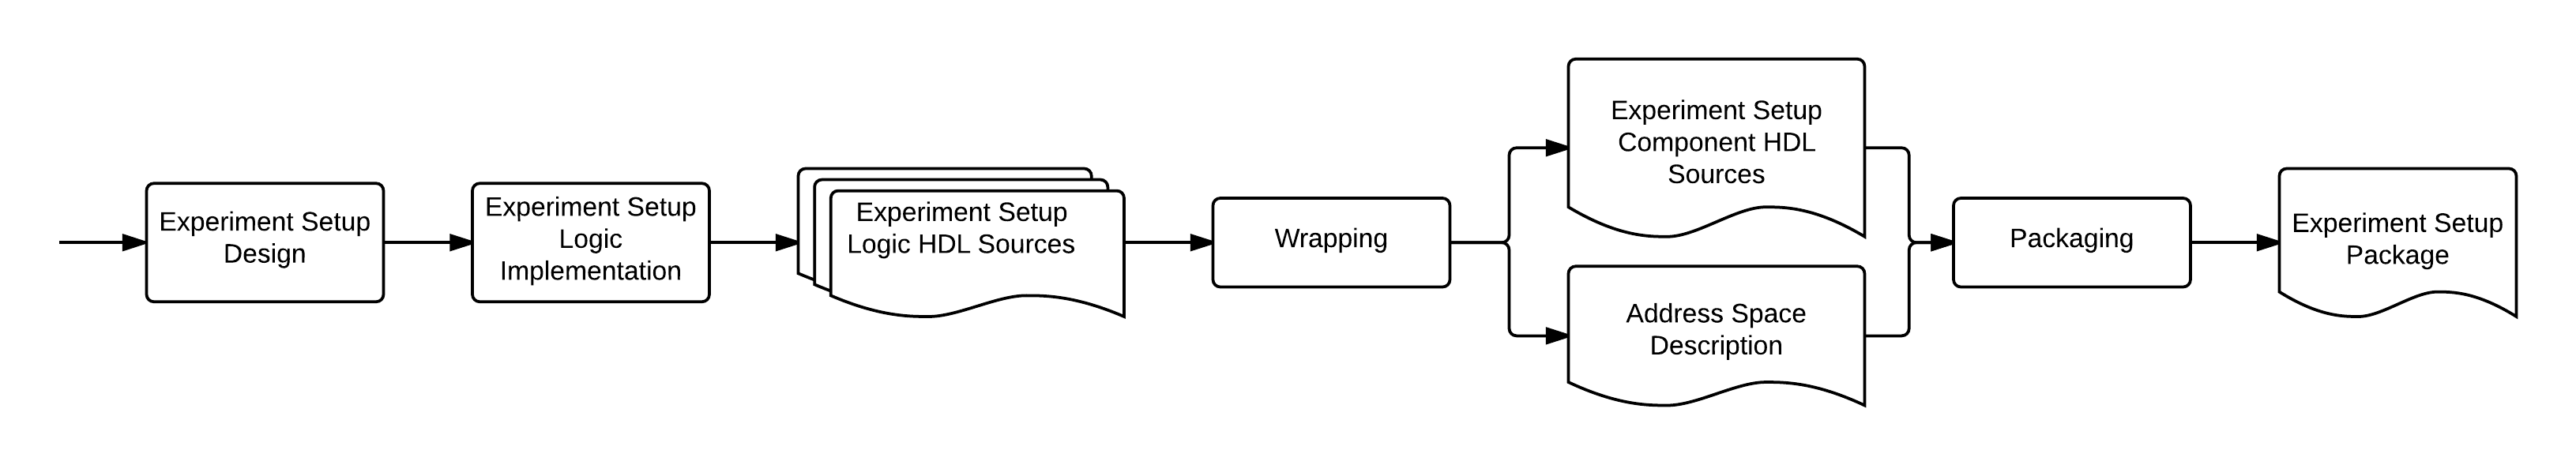 Experiment Setup
Design
Experiment Setup
Logic
Implementation
Experiment Setup
Logic HDL Sources
Wrapping
Experiment Setup
Component HDL
Sources
Address Space
Description
Packaging
Experiment Setup
Package